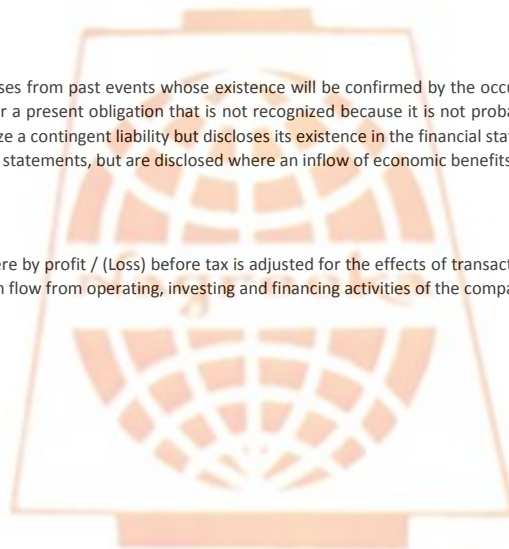 ses from past events whose existence will be confirmed by the occu
r a present obligation that is not recognized because it is not proba
ze a contingent liability but discloses its existence in the financial stat
statements, but are disclosed where an inflow of economic benefits
ere by profit / (Loss) before tax is adjusted for the effects of transact
n flow from operating, investing and financing activities of the compa